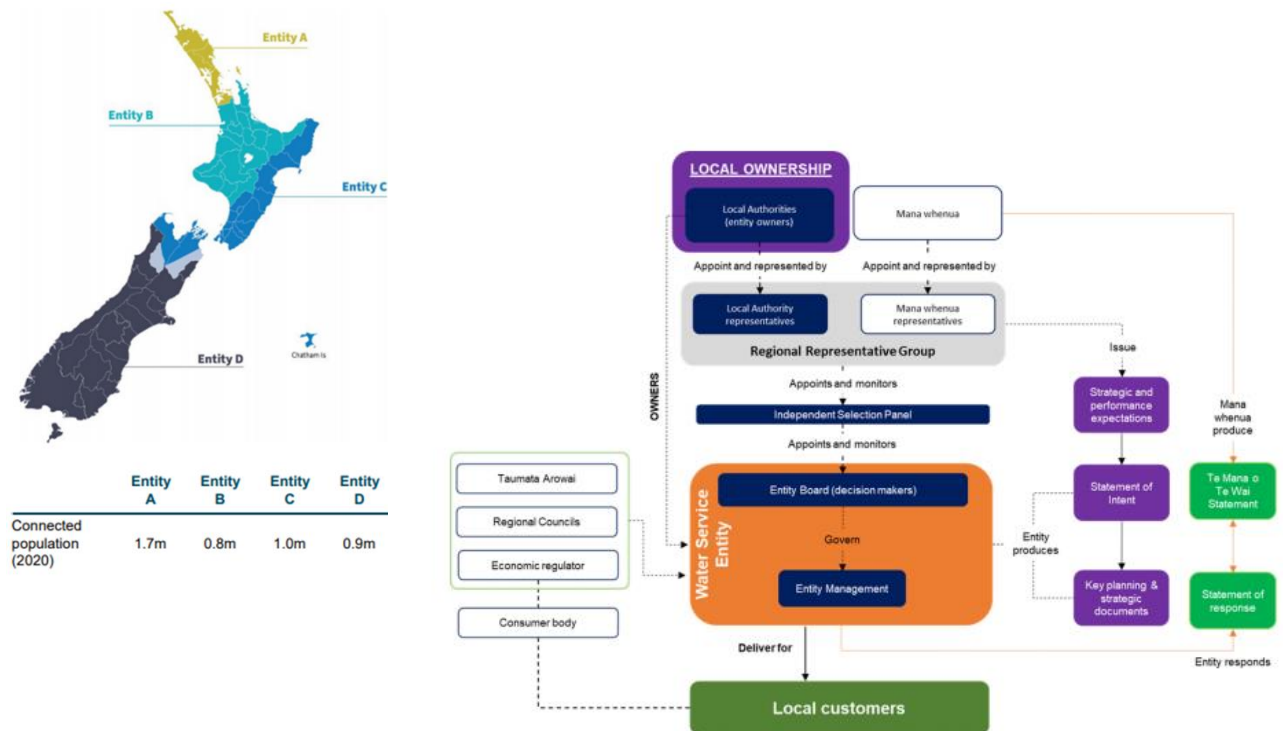 Entity A
Entity B
Entity C
Entity D
Chatham Is
Entity
A
Entity
B
Entity
C
Entity
D
Connected
population
(2020)
1.7m
0.8m
1.0m
0.9m
LOCAL OWNERSHIP
Local Authorities
(entity owners)
Mana whenua
Appoint and represented by
Appoint and represented by
Local Authority
representatives
Mana whenua
representatives
Regional Representative Group
Appoints and monitors
Independent Selection Panel
Appoints and monitors
OWNERS
Taumata Arowai
Regional Councils
Economic regulator
Consumer body
Water Service
Entity
Entity Board (decision makers)
Govern
Entity Management
Deliver for
Local customers
Issue
Strategic and
performance
expectations
Statement of
Intent
Entity
produces
Key planning &
strategic
documents
Mana
whenua
produce
Te Mana o
Te Wai
Statement
Statement of
response
Entity responds